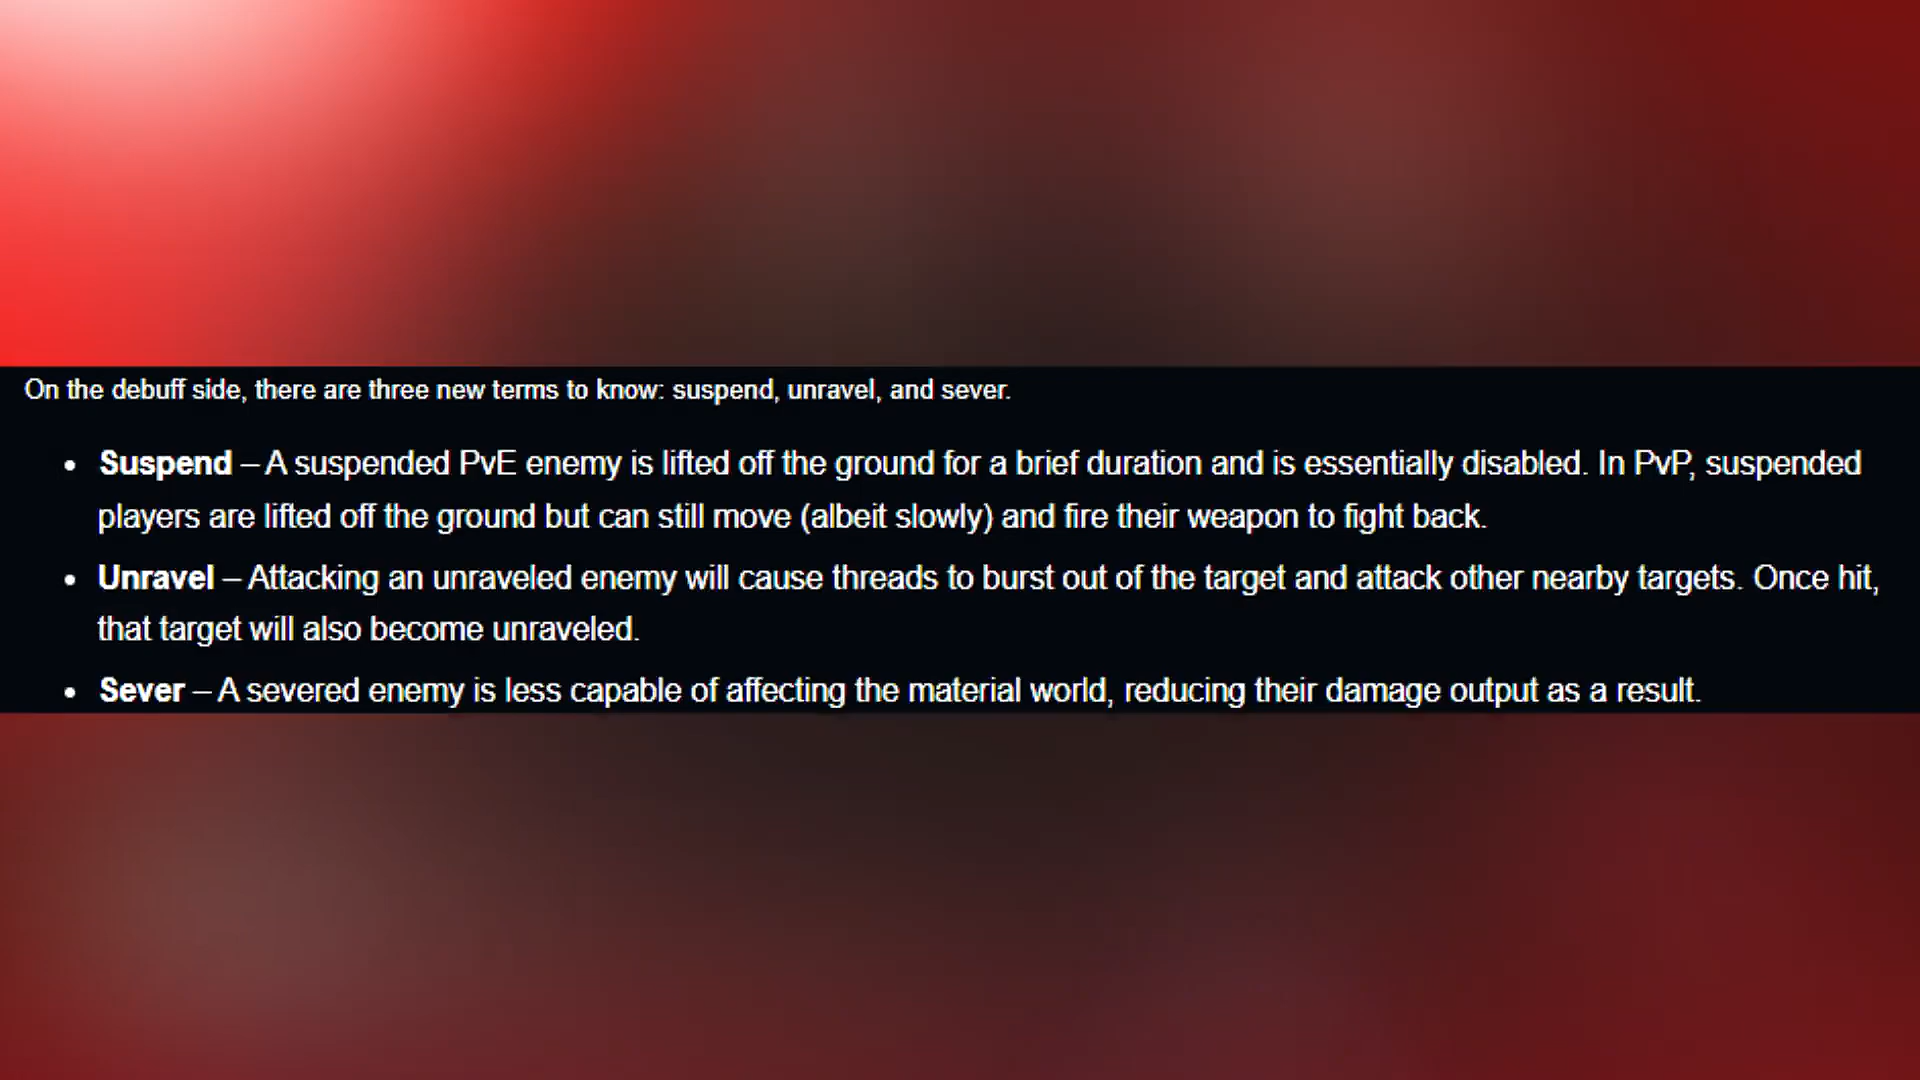 On the debuff side, there are three new terms to know: suspend, unravel, and sever.
• Suspend – A suspended PvE enemy is lifted off the ground for a brief duration and is essentially disabled. In PvP, suspended
players are lifted off the ground but can still move (albeit slowly) and fire their weapon to fight back.
• Unravel – Attacking an unraveled enemy will cause threads to burst out of the target and attack other nearby targets. Once hit,
that target will also become unraveled.
• Sever – A severed enemy is less capable of affecting the material world, reducing their damage output as a result.